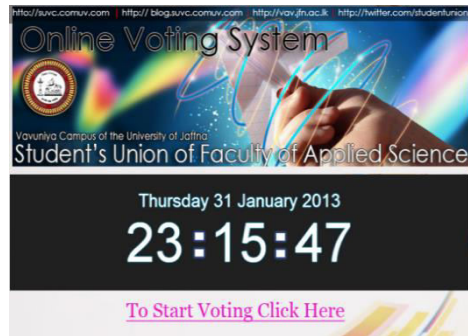 http://suvc.comuv.com | http:// blog.suvc.comuv.com http://vav.jfn.ac.lk http://twitter.com/studentunion
Online Voting System
Vavuniya Campus of the University of Jaffna
Student's Union of Faculty of Applied Science
Thursday 31 January 2013
23:15:47
To Start Voting Click Here